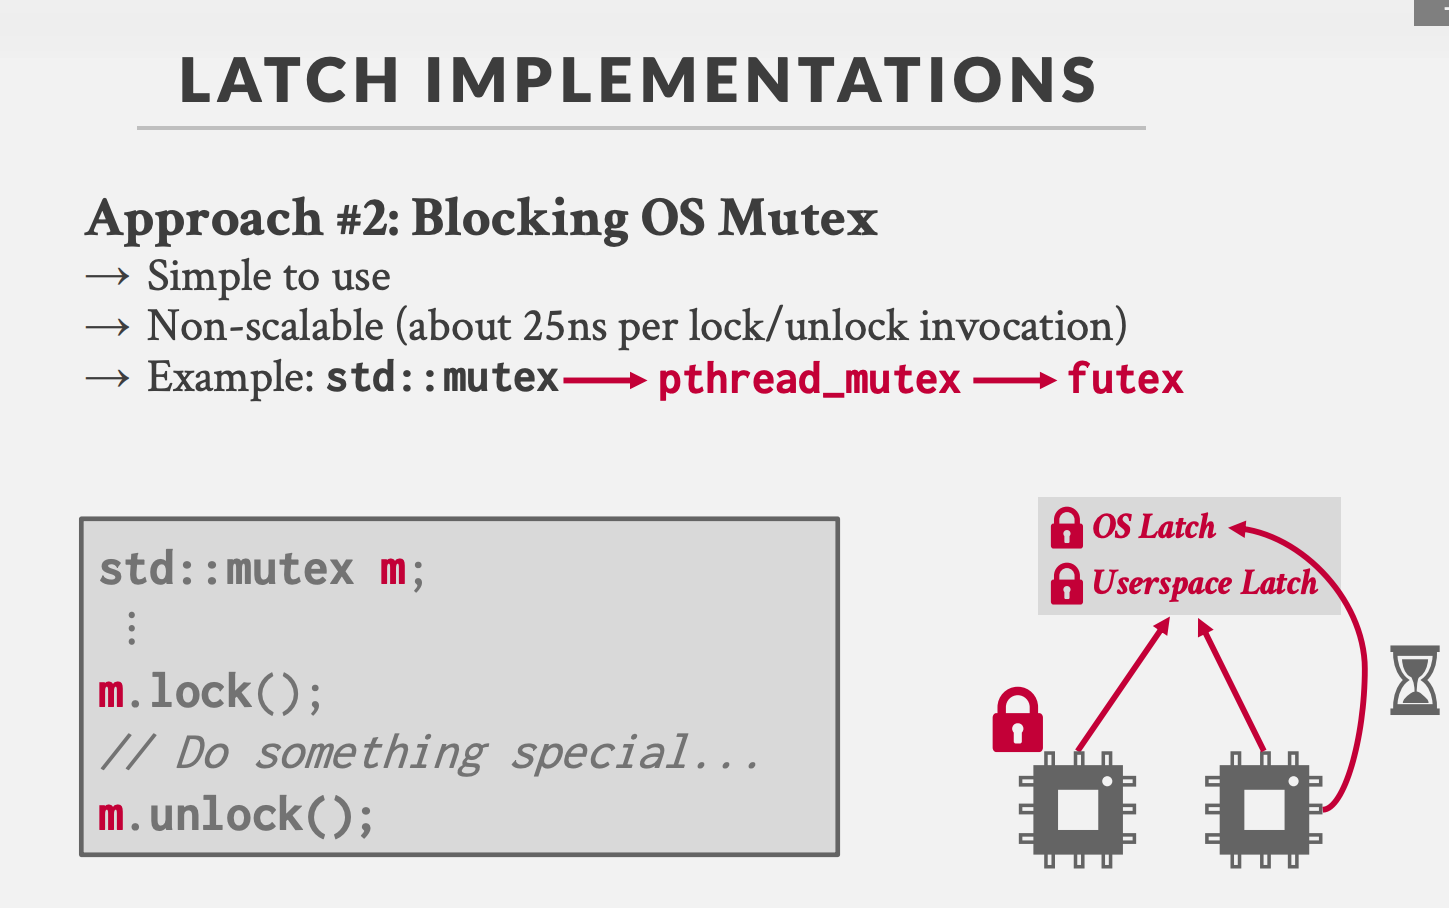 LATCH IMPLEMENTATIONS
Approach #2: Blocking OS Mutex
→ Simple to use
→ Non-scalable (about 25ns per lock/unlock invocation)
→ Example: std::mutex → pthread_mutex → futex
std::mutex m;
⋮
m.lock();
// Do something special...
m.unlock();
OS Latch
Userspace Latch